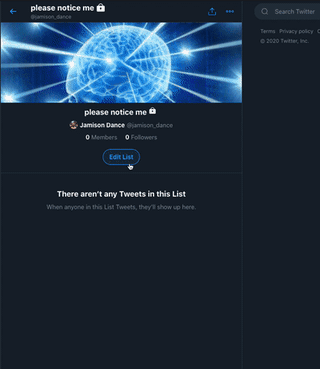 please notice me
@jamison_dance
Search Twitter
Terms Privacy policy C
© 2020 Twitter, Inc.
please notice me
Jamison Dance @jamison_dance
0 Members 0 Followers
Edit List
There aren't any Tweets in this List
When anyone in this List Tweets, they'll show up here.